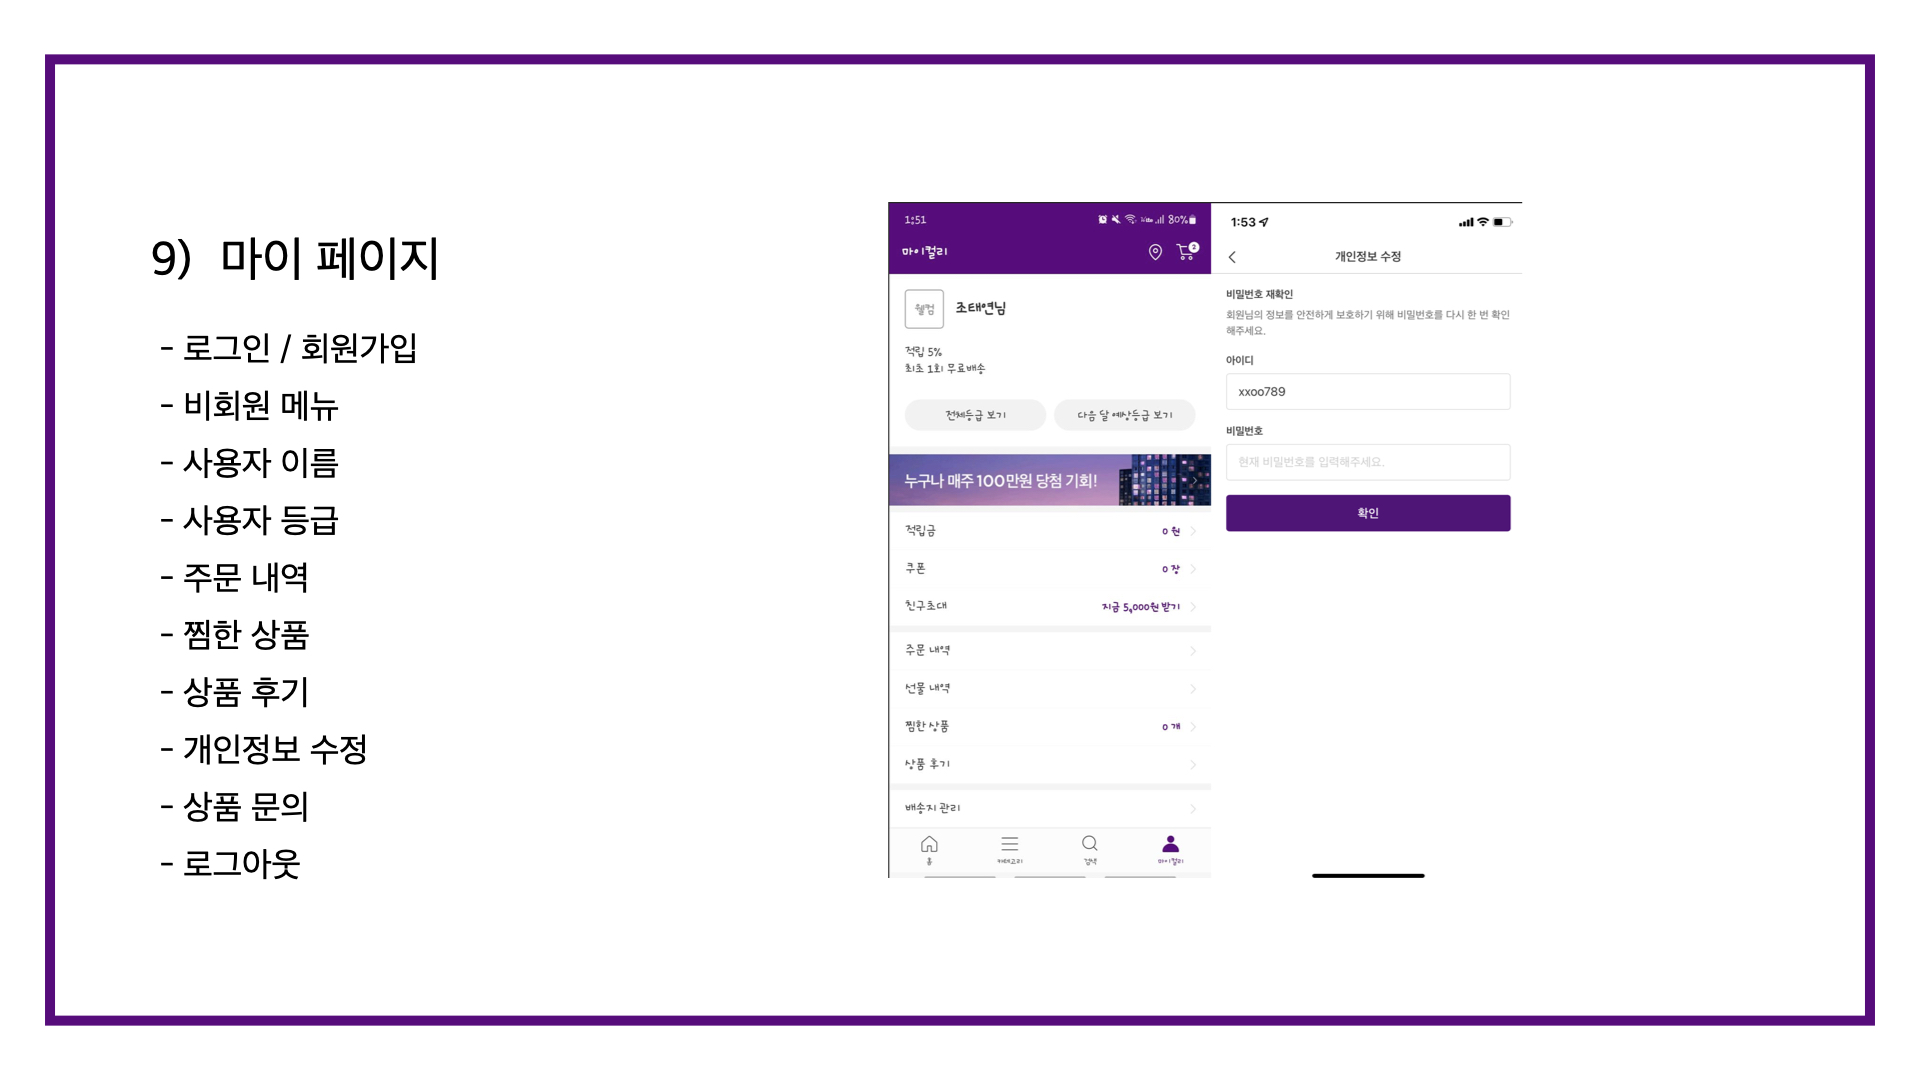 9) 마이 페이지
- 로그인 / 회원가입
- 비회원 메뉴
- 사용자 이름
- 사용자 등급
- 주문 내역
- 찜한 상품
- 상품 후기
- 개인정보 수정
- 상품 문의
- 로그아웃
1:51
80%
마이컬리
2
웰컴
조태연님
적립 5%
최초 1회 무료배송
전체등급 보기
다음 달 예상등급 보기
누구나 매주 100만원 당첨 기회!
적립금 0 원
쿠폰 0 장
친구초대 지금 5,000원 받기
주문 내역
선물 내역
찜한 상품 0 개
상품 후기
배송지 관리
홈 카테고리 검색 마이컬리
1:53
개인정보 수정
비밀번호 재확인
회원님의 정보를 안전하게 보호하기 위해 비밀번호를 다시 한 번 확인
해주세요.
아이디
xxoo789
비밀번호
현재 비밀번호를 입력해주세요.
확인